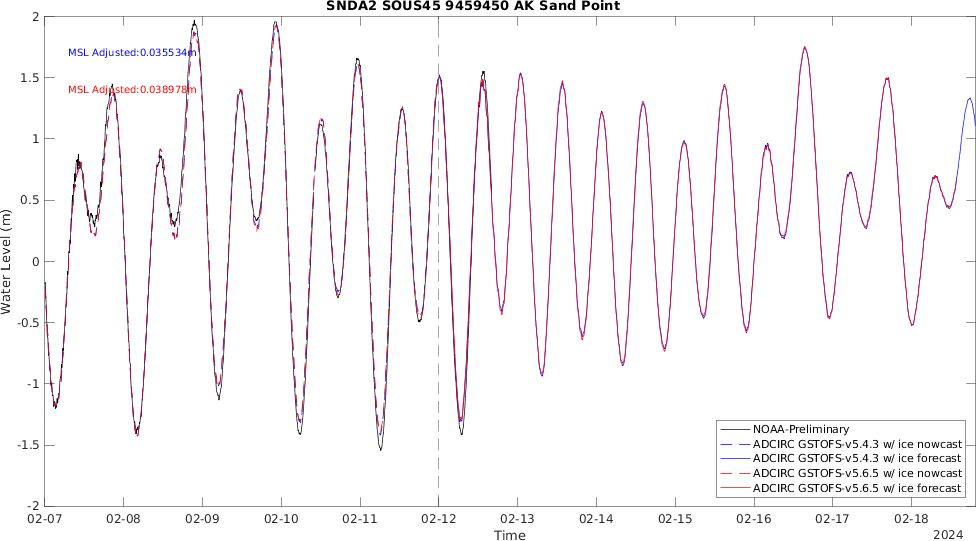 SNDA2 SOUS45 9459450 AK Sand Point
MSL Adjusted:0.035534m
MSL Adjusted:0.038978m
Water Level (m)
2
1.5
1
0.5
0
-0.5
-1
-1.5
-2
NOAA-Preliminary
ADCIRC GSTOFS-v5.4.3 w/ ice nowcast
ADCIRC GSTOFS-v5.4.3 w/ ice forecast
ADCIRC GSTOFS-v5.6.5 w/ ice nowcast
ADCIRC GSTOFS-v5.6.5 w/ ice forecast
02-07 02-08 02-09 02-10 02-11 02-12 02-13 02-14 02-15 02-16 02-17 02-18
Time
2024